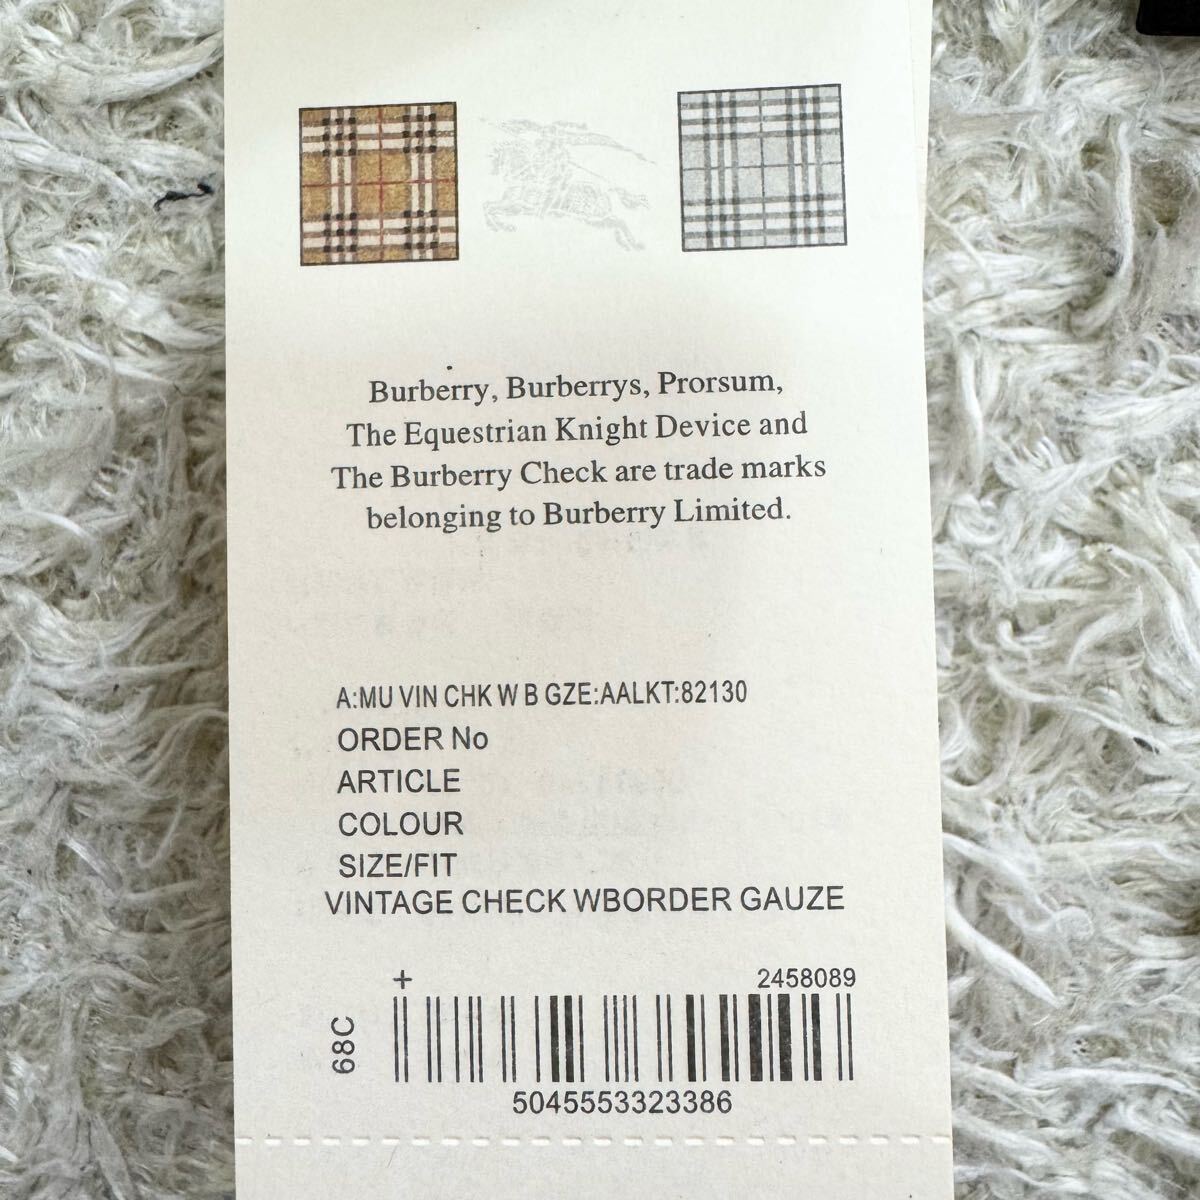 Burberry, Burberrys, Prorsum,
The Equestrian Knight Device and
The Burberry Check are trade marks
belonging to Burberry Limited.
A:MU VIN CHK W B GZE:AALKT:82130
ORDER No
ARTICLE
COLOUR
SIZE/FIT
VINTAGE CHECK WBORDER GAUZE
+ 2458089
68C
5045553323386